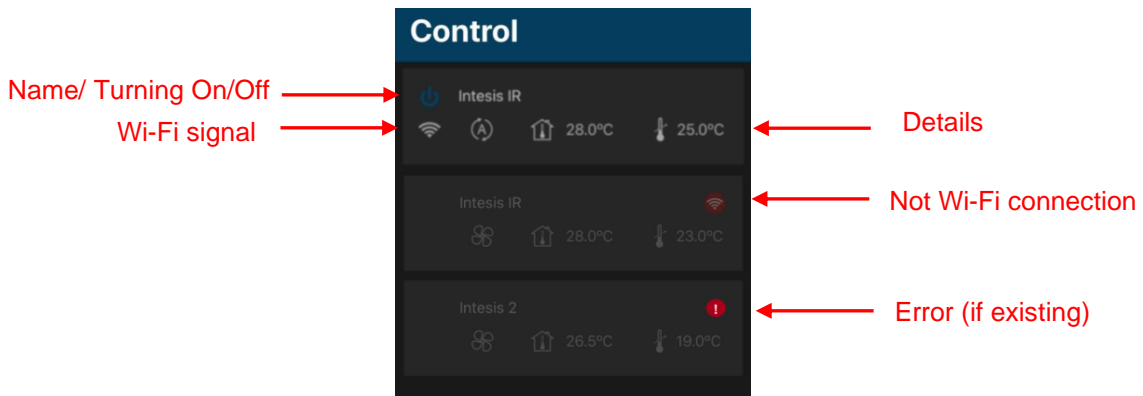 Control
Name/ Turning On/Off
Intesis IR
Wi-Fi signal
A
28.0ºC
25.0ºC
Details
Intesis IR
Not Wi-Fi connection
28.0ºC
23.0ºC
Intesis 2
!
Error (if existing)
26.5ºC
19.0ºC